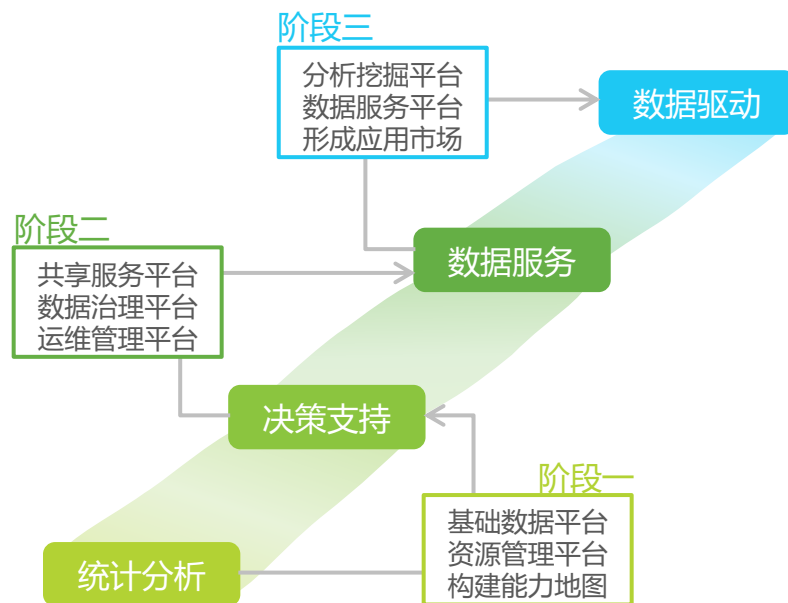 阶段三
分析挖掘平台
数据服务平台
形成应用市场
数据驱动
阶段二
共享服务平台
数据治理平台
运维管理平台
数据服务
决策支持
阶段一
基础数据平台
资源管理平台
构建能力地图
统计分析